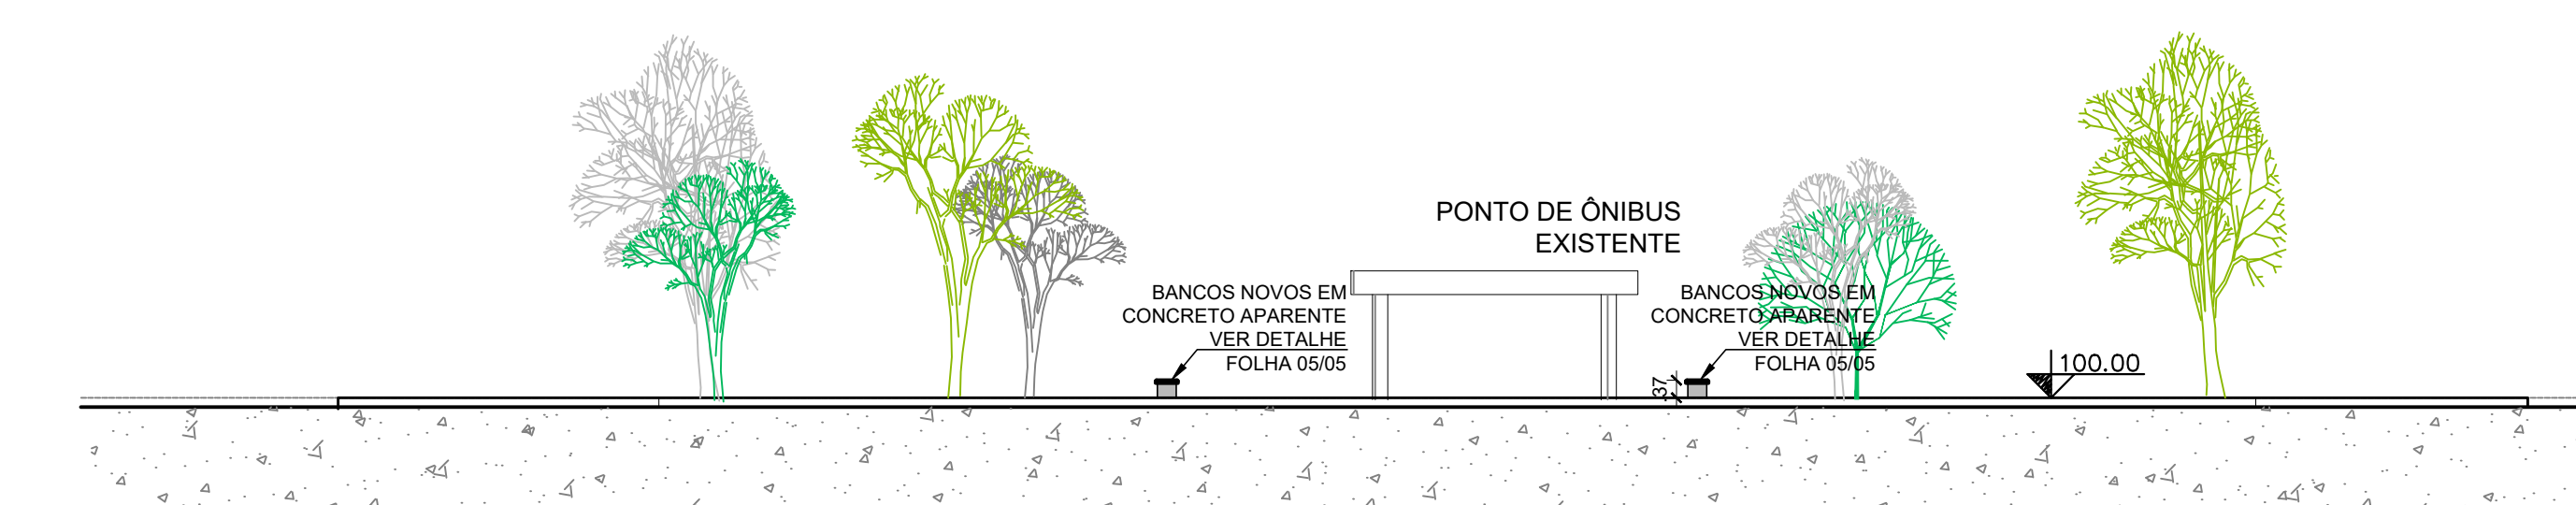 PONTO DE ÔNIBUS
EXISTENTE
BANCOS NOVOS EM
CONCRETO APARENTE
VER DETALHE
FOLHA 05/05
BANCOS NOVOS EM
CONCRETO APARENTE
VER DETALHE
FOLHA 05/05
37
100.00